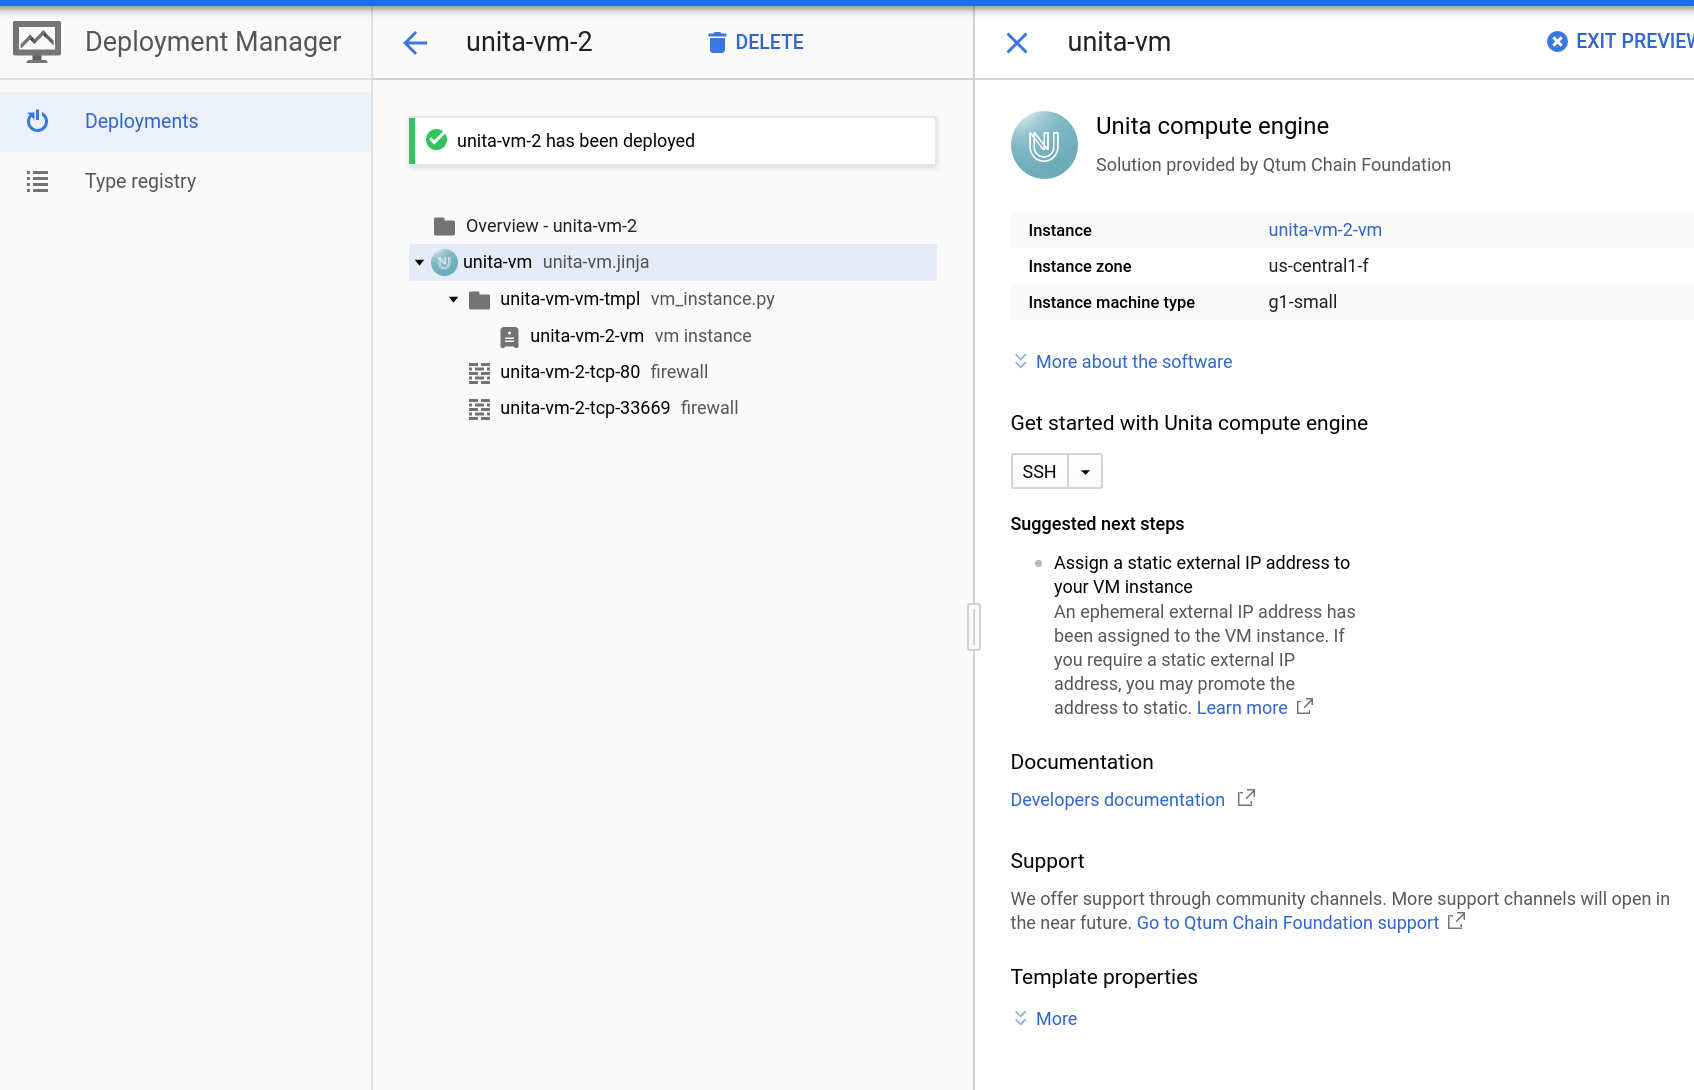 Deployment Manager
Deployments
Type registry
unita-vm-2
DELETE
unita-vm-2 has been deployed
Overview - unita-vm-2
unita-vm unita-vm.jinja
unita-vm-vm-tmpl vm_instance.py
unita-vm-2-vm vm instance
unita-vm-2-tcp-80 firewall
unita-vm-2-tcp-33669 firewall
unita-vm
EXIT PREVIEW
Unita compute engine
Solution provided by Qtum Chain Foundation
Instance unita-vm-2-vm
Instance zone us-central1-f
Instance machine type g1-small
More about the software
Get started with Unita compute engine
SSH
Suggested next steps
Assign a static external IP address to
your VM instance
An ephemeral external IP address has
been assigned to the VM instance. If
you require a static external IP
address, you may promote the
address to static. Learn more
Documentation
Developers documentation
Support
We offer support through community channels. More support channels will open in
the near future. Go to Qtum Chain Foundation support
Template properties
More